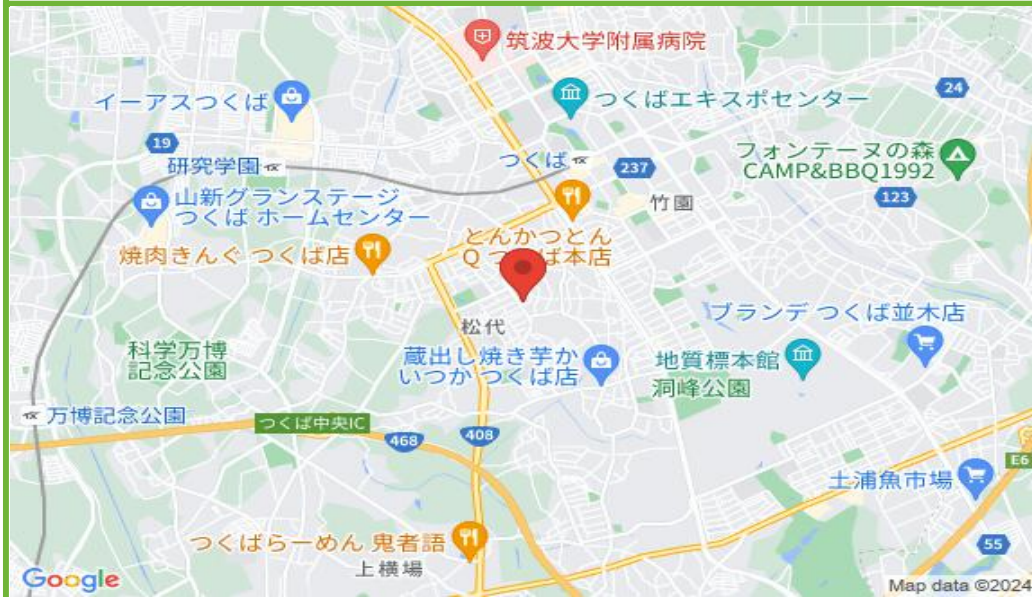 筑波大学附属病院
イーアスつくば
つくばエキスポセンター
24
19
研究学園
つくば
237
フォンテーヌの森
CAMP&BBQ1992
山新グランステージ
つくば ホームセンター
竹園
123
焼肉きんぐ つくば店
とんかつとん
Q つくば本店
松代
ブランデ つくば並木店
科学万博
記念公園
蔵出し焼き芋か
いつか つくば店
地質標本館
洞峰公園
万博記念公園
つくば中央IC
468
408
E6
土浦魚市場
つくばらーめん 鬼者語
上横場
55
Google
Map data ©2024